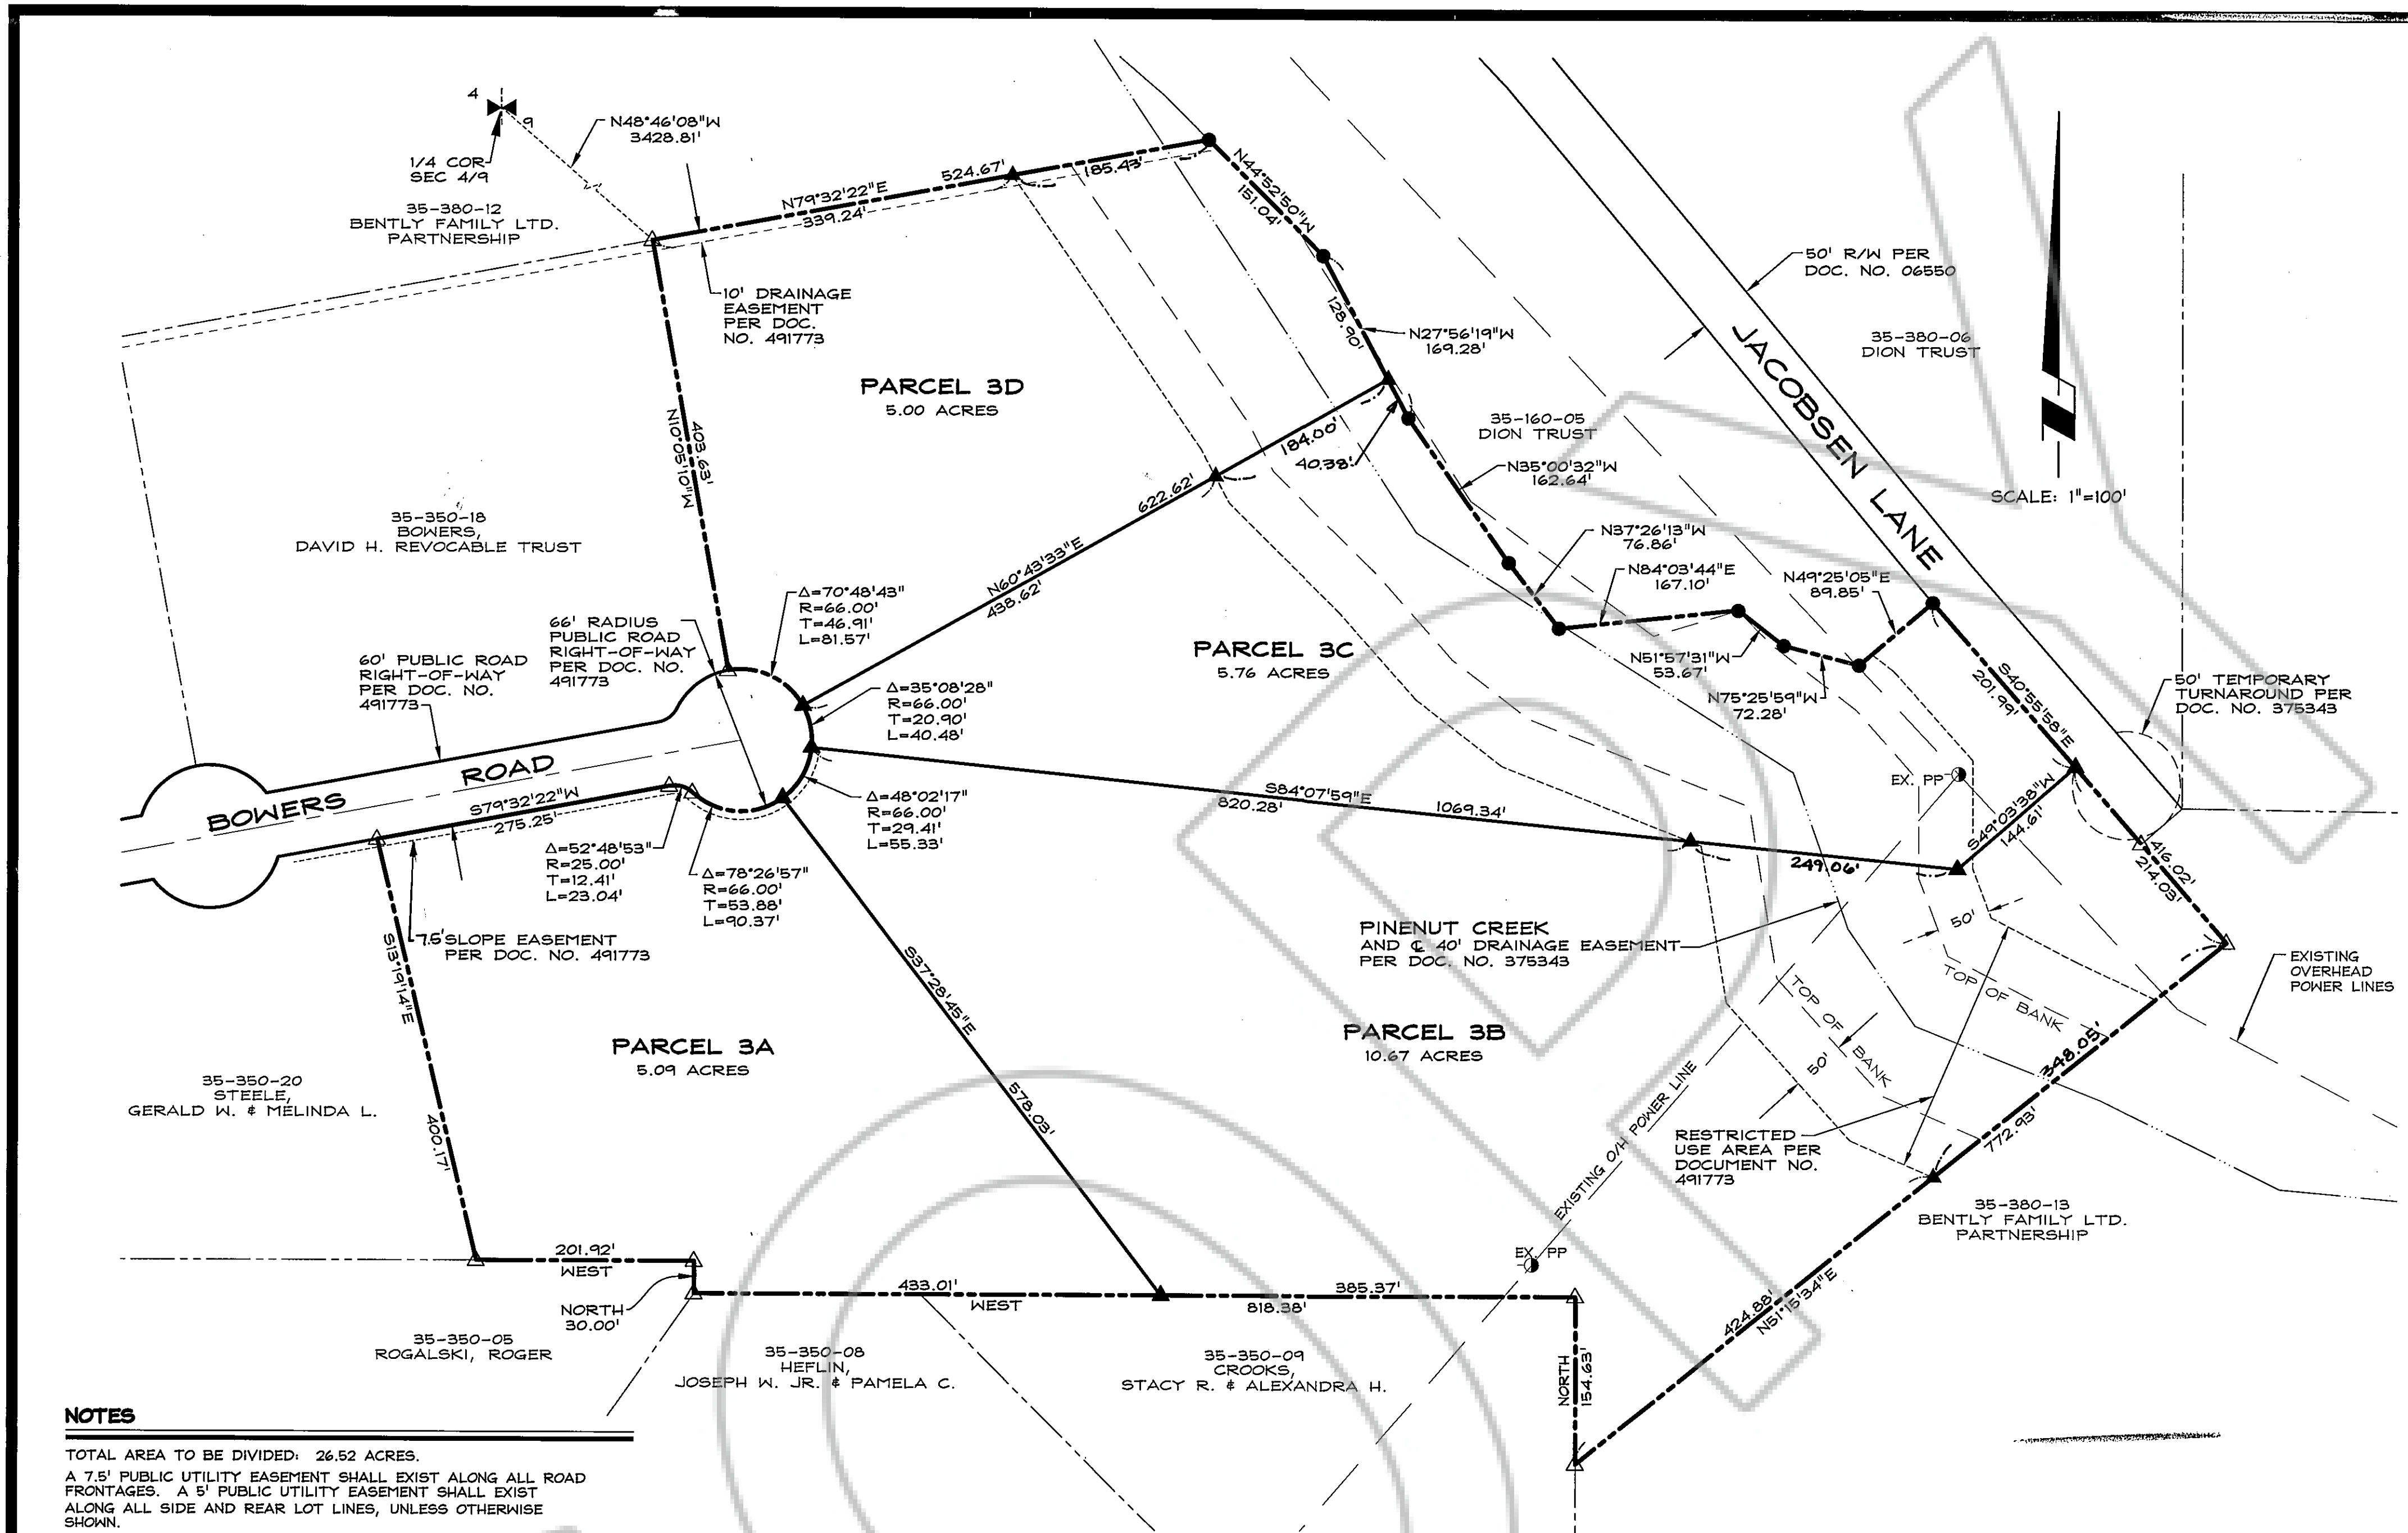 4
9
1/4 COR
SEC 4/9
N48°46'08"W
3428.81'
35-380-12
BENTLY FAMILY LTD.
PARTNERSHIP
N79°32'22"E
524.67'
339.24'
185.43'
N44°52'50"W
151.04'
10' DRAINAGE
EASEMENT
PER DOC.
NO. 491773
PARCEL 3D
5.00 ACRES
128.90'
N27°56'19"W
169.28'
50' R/W PER
DOC. NO. 06550
35-380-06
DION TRUST
JACOBSEN LANE
SCALE: 1"=100'
N10°05'10"W
403.63'
35-160-05
DION TRUST
184.00'
40.38'
622.62'
N60°43'33"E
438.62'
N35°00'32"W
162.64'
35-350-18
BOWERS,
DAVID H. REVOCABLE TRUST
N37°26'13"W
76.86'
N84°03'44"E
167.10'
N49°25'05"E
89.85'
N51°57'31"W
53.67'
N75°25'59"W
72.28'
S40°55'58"E
201.99'
50' TEMPORARY
TURNAROUND PER
DOC. NO. 375343
Δ=70°48'43"
R=66.00'
T=46.91'
L=81.57'
66' RADIUS
PUBLIC ROAD
RIGHT-OF-WAY
PER DOC. NO.
491773
60' PUBLIC ROAD
RIGHT-OF-WAY
PER DOC. NO.
491773
Δ=35°08'28"
R=66.00'
T=20.90'
L=40.48'
PARCEL 3C
5.76 ACRES
BOWERS ROAD
S79°32'22"W
275.25'
Δ=48°02'17"
R=66.00'
T=29.41'
L=55.33'
S84°07'59"E
820.28'
1069.34'
249.06'
EX. PP
S49°03'38"W
144.61'
416.02'
214.03'
Δ=52°48'53"
R=25.00'
T=12.41'
L=23.04'
Δ=78°26'57"
R=66.00'
T=53.88'
L=90.37'
7.5' SLOPE EASEMENT
PER DOC. NO. 491773
S13°19'14"E
400.17'
S37°28'45"E
578.03'
PINENUT CREEK
AND ℄ 40' DRAINAGE EASEMENT
PER DOC. NO. 375343
50'
TOP OF BANK
EXISTING
OVERHEAD
POWER LINES
PARCEL 3A
5.09 ACRES
PARCEL 3B
10.67 ACRES
TOP OF BANK
50'
348.05'
772.93'
35-350-20
STEELE,
GERALD W. & MELINDA L.
EXISTING O/H POWER LINE
RESTRICTED
USE AREA PER
DOCUMENT NO.
491773
35-380-13
BENTLY FAMILY LTD.
PARTNERSHIP
201.92'
WEST
EX. PP
NORTH
30.00'
433.01'
WEST
818.38'
385.37'
424.88'
N51°15'34"E
35-350-05
ROGALSKI, ROGER
35-350-08
HEFLIN,
JOSEPH W. JR. & PAMELA C.
35-350-09
CROOKS,
STACY R. & ALEXANDRA H.
NORTH
154.63'
NOTES
TOTAL AREA TO BE DIVIDED: 26.52 ACRES.
A 7.5' PUBLIC UTILITY EASEMENT SHALL EXIST ALONG ALL ROAD
FRONTAGES. A 5' PUBLIC UTILITY EASEMENT SHALL EXIST
ALONG ALL SIDE AND REAR LOT LINES, UNLESS OTHERWISE
SHOWN.